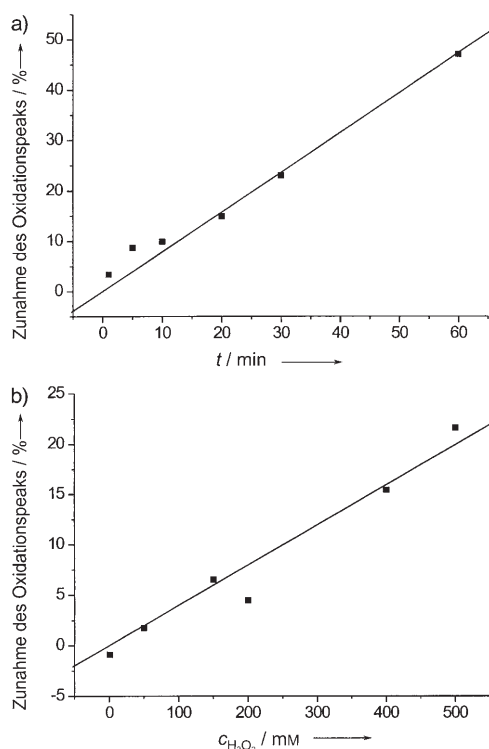 a)
Zunahme des Oxidationspeaks / % →
50
40
30
20
10
0
0 10 20 30 40 50 60
t / min →
b)
Zunahme des Oxidationspeaks / % →
25
20
15
10
5
0
-5
0 100 200 300 400 500
c H₂O₂ / mM →